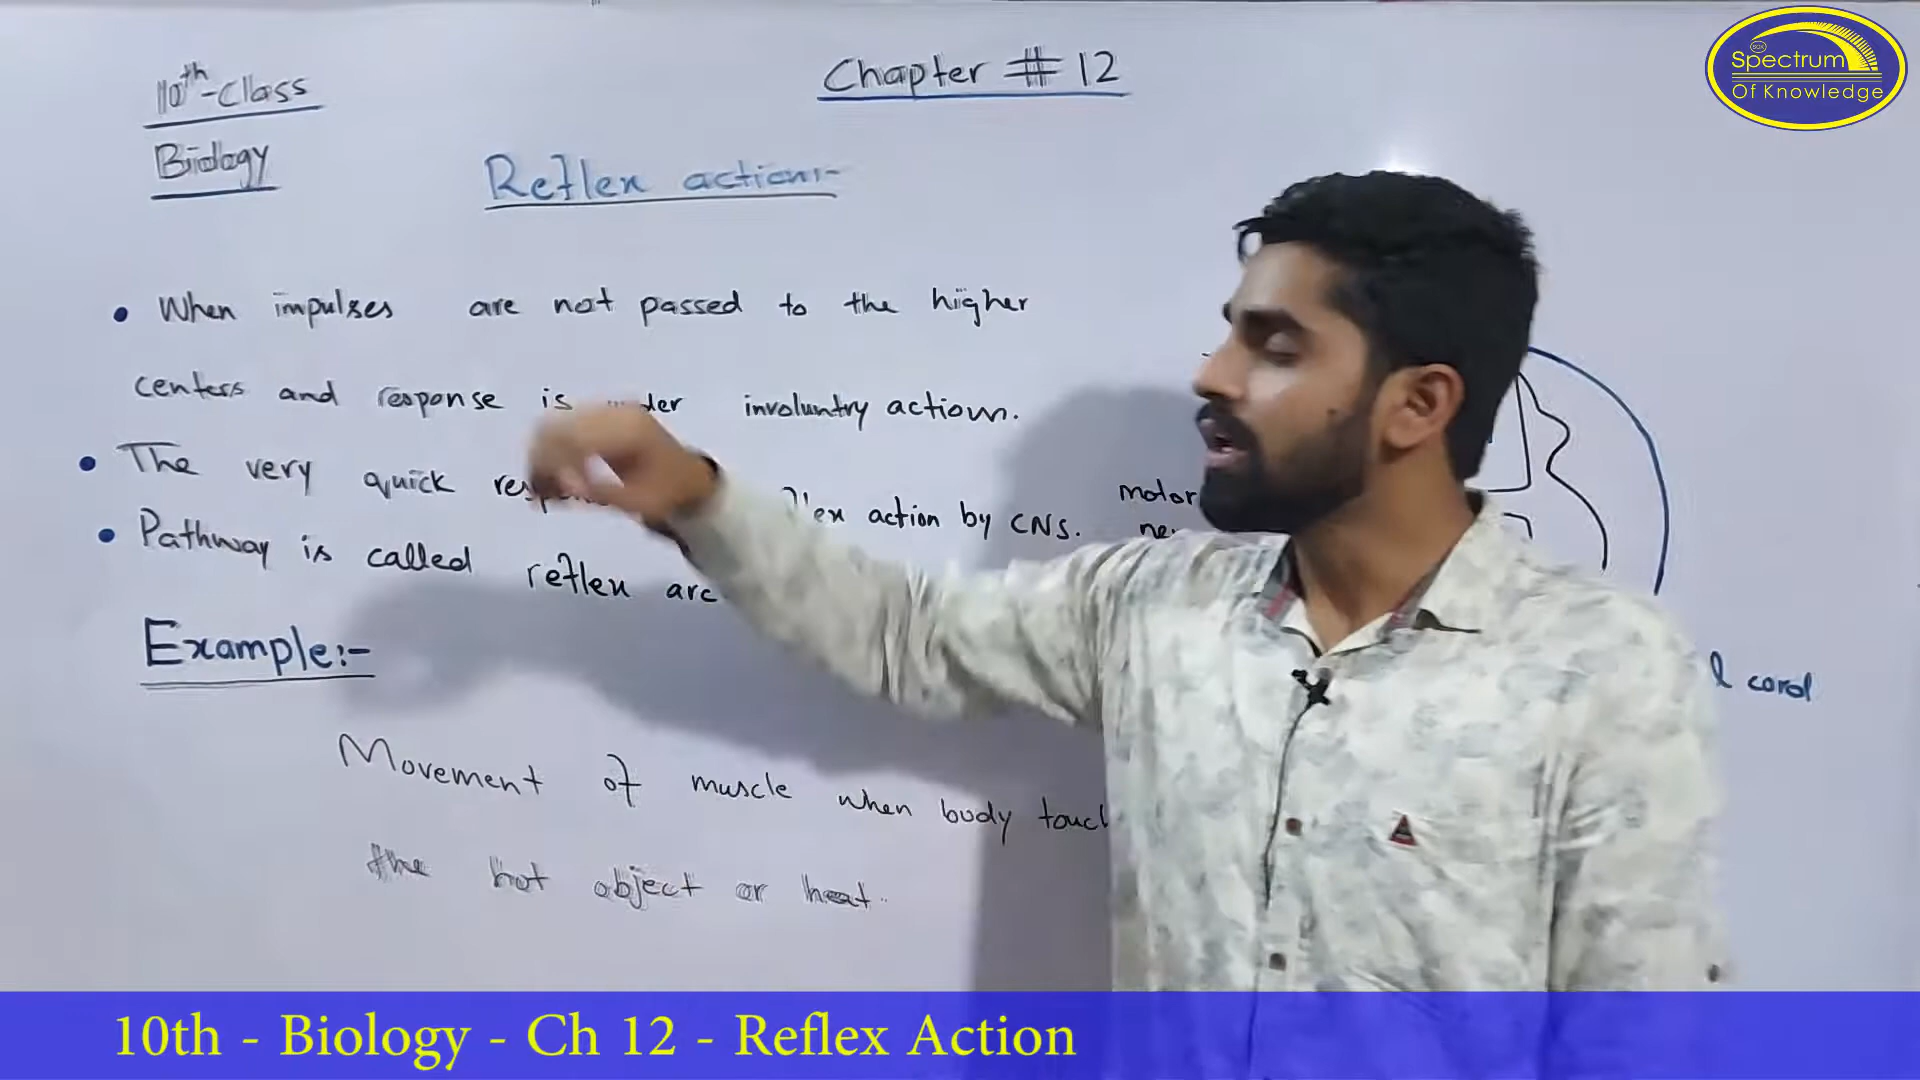 10th-Class
Chapter # 12
Spectrum
Of Knowledge
Biology
Reflex action:-
• When impulses are not passed to the higher
centers and response is involuntry action.
• The very quick action by CNS.
motor
• Pathway is called reflex arc
Example:-
cord
Movement of muscle when body touch
the hot object or heat.
10th - Biology - Ch 12 - Reflex Action